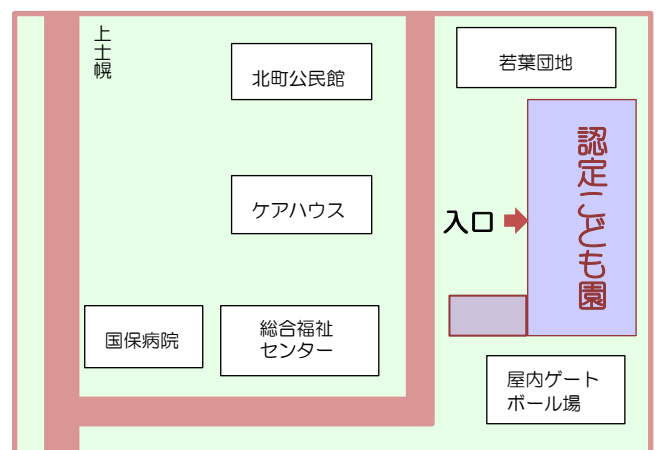 上士幌
北町公民館
若葉団地
認定こども園
ケアハウス
入口
国保病院
総合福祉
センター
屋内ゲート
ボール場